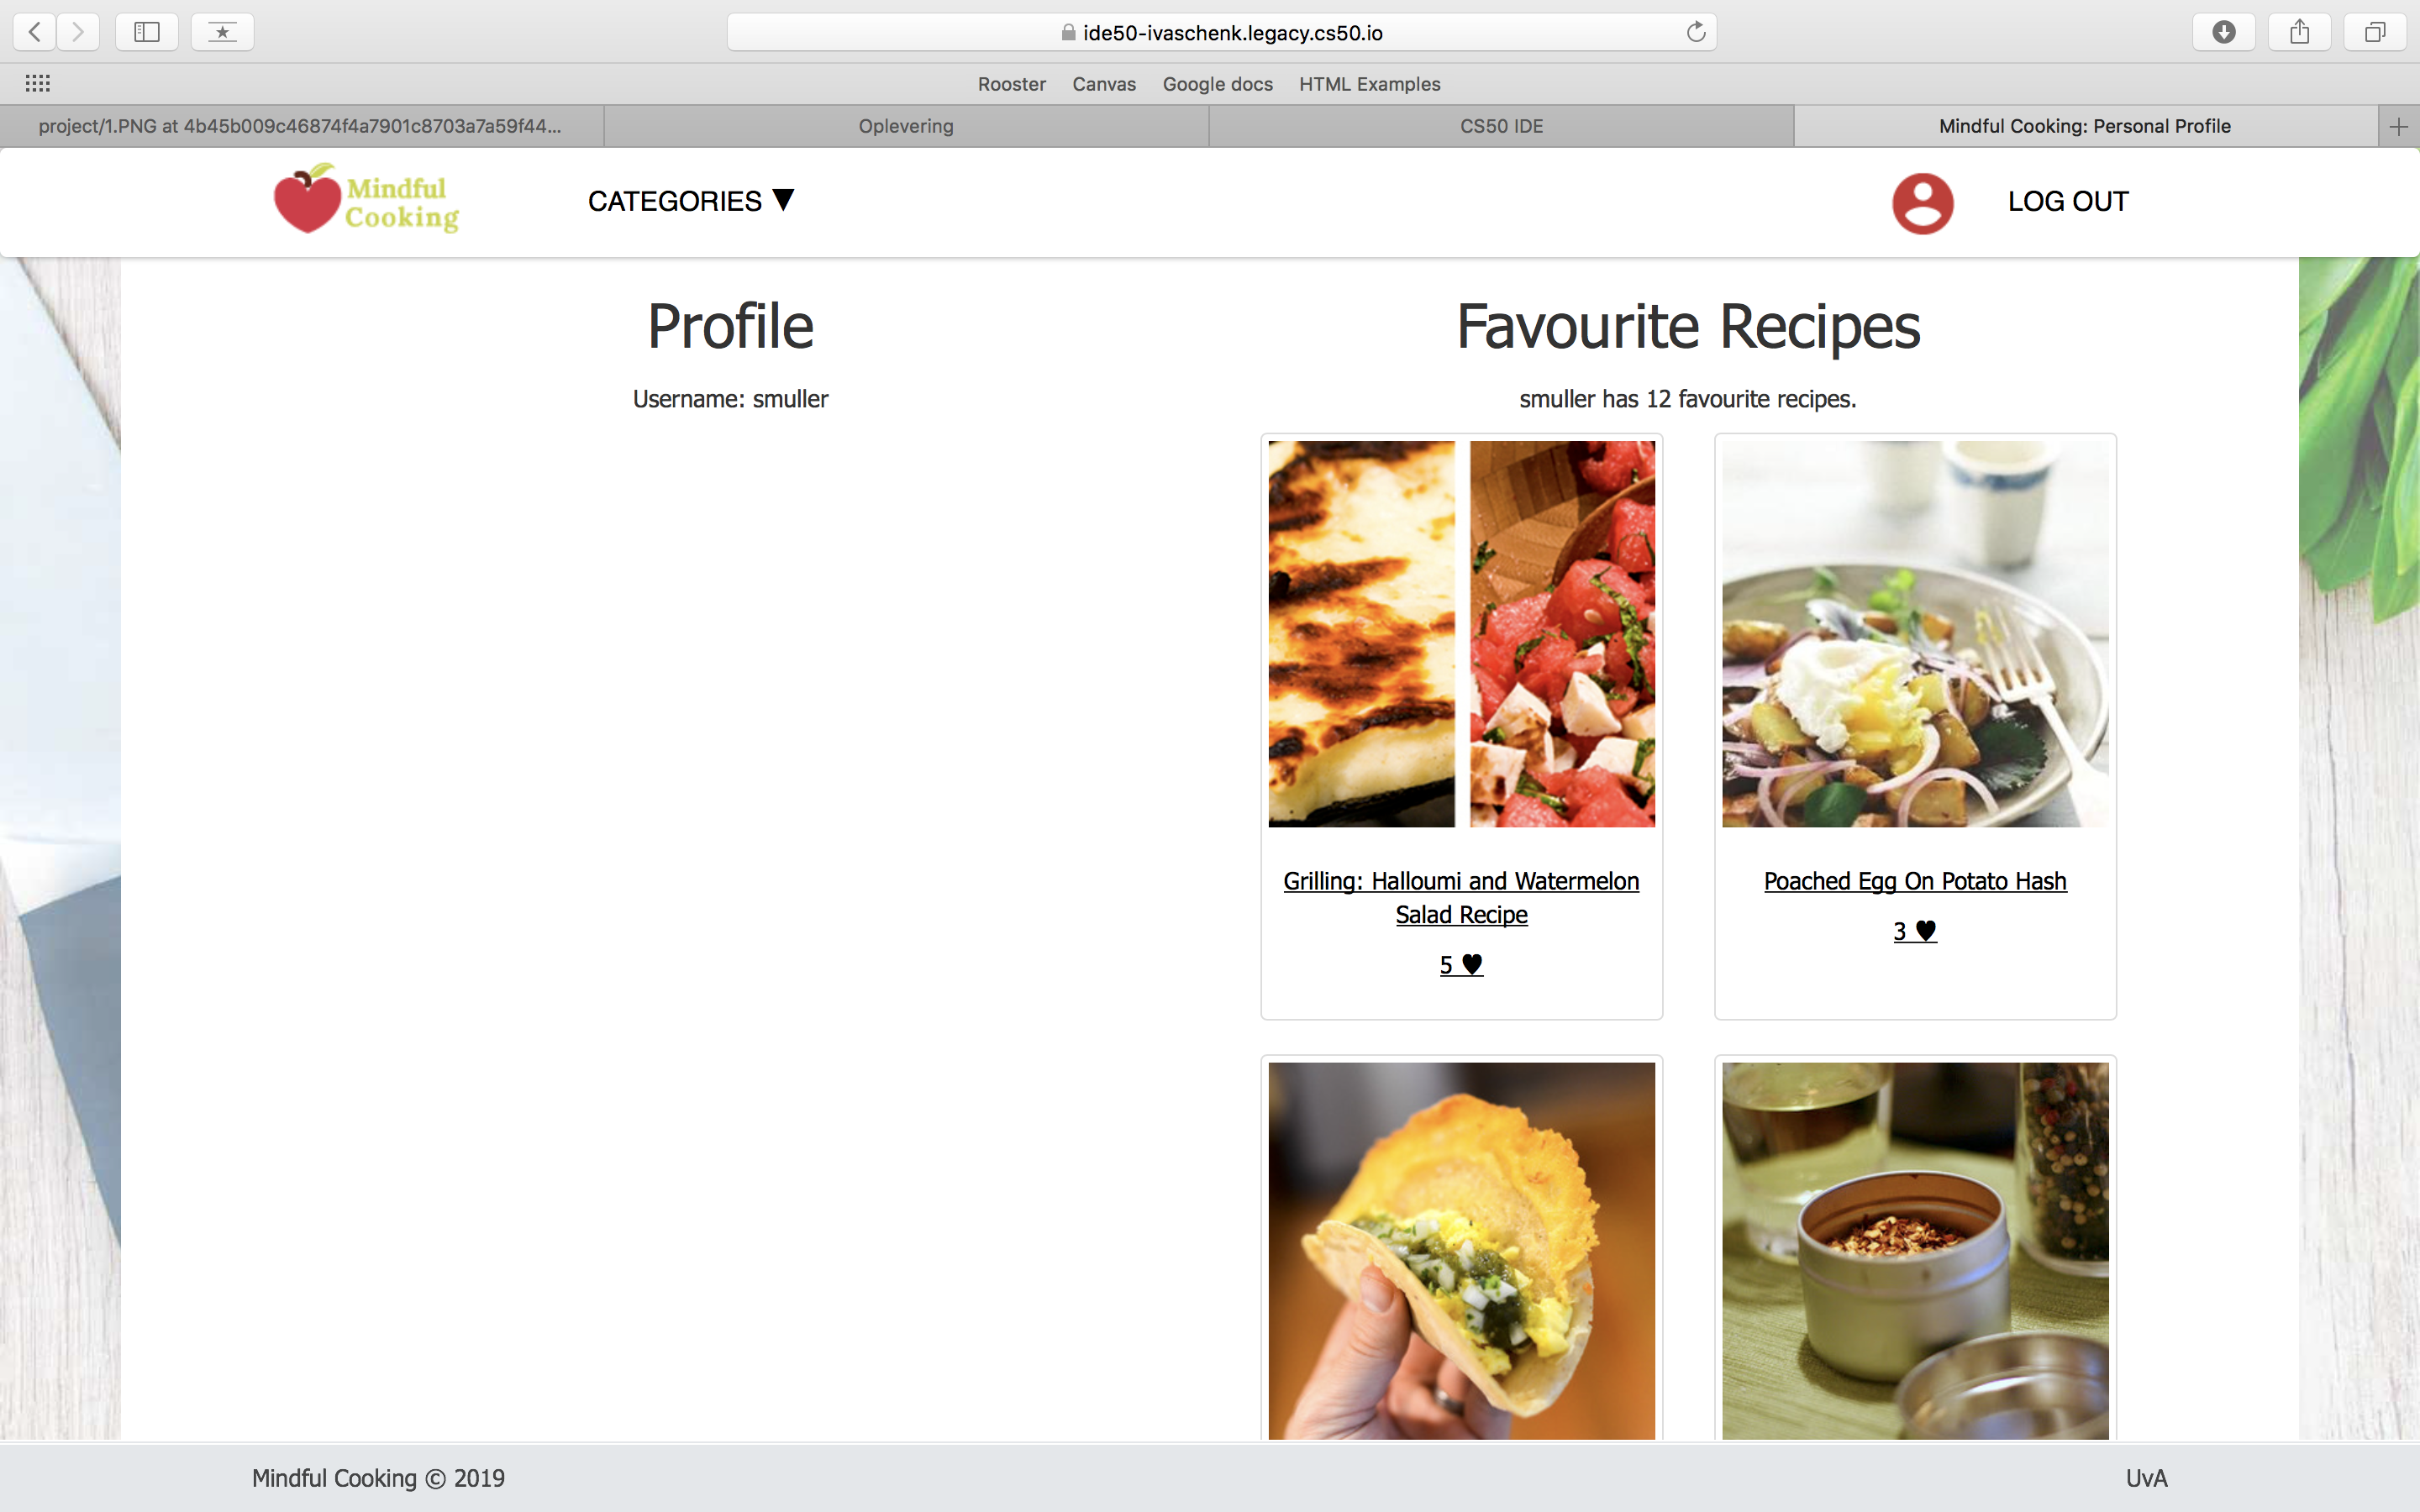 ide50-ivaschenk.legacy.cs50.io
Rooster Canvas Google docs HTML Examples
project/1.PNG at 4b45b009c46874f4a7901c8703a7a59f44... Oplevering CS50 IDE Mindful Cooking: Personal Profile
Mindful
Cooking
CATEGORIES ▼
LOG OUT
Profile
Username: smuller
Favourite Recipes
smuller has 12 favourite recipes.
Grilling: Halloumi and Watermelon
Salad Recipe
5 ♥
Poached Egg On Potato Hash
3 ♥
Mindful Cooking © 2019
UvA